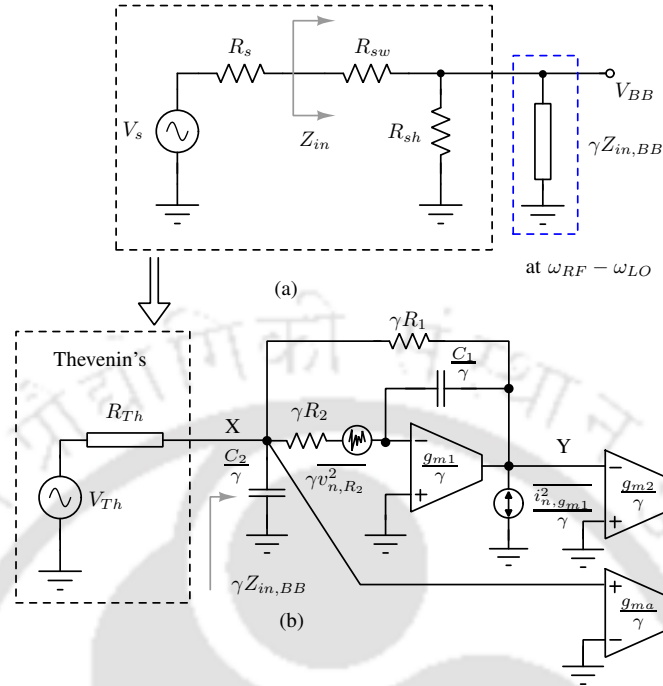 R_s
R_sw
V_s
Z_in
R_sh
V_BB
γZ_in,BB
at ω_RF − ω_LO
(a)
Thevenin's
R_Th
V_Th
X
γR_1
C_1/γ
γR_2
γv²_n,R_2
C_2/γ
γZ_in,BB
−
+
g_m1/γ
Y
i²_n,g_m1/γ
−
+
g_m2/γ
+
−
g_ma/γ
(b)